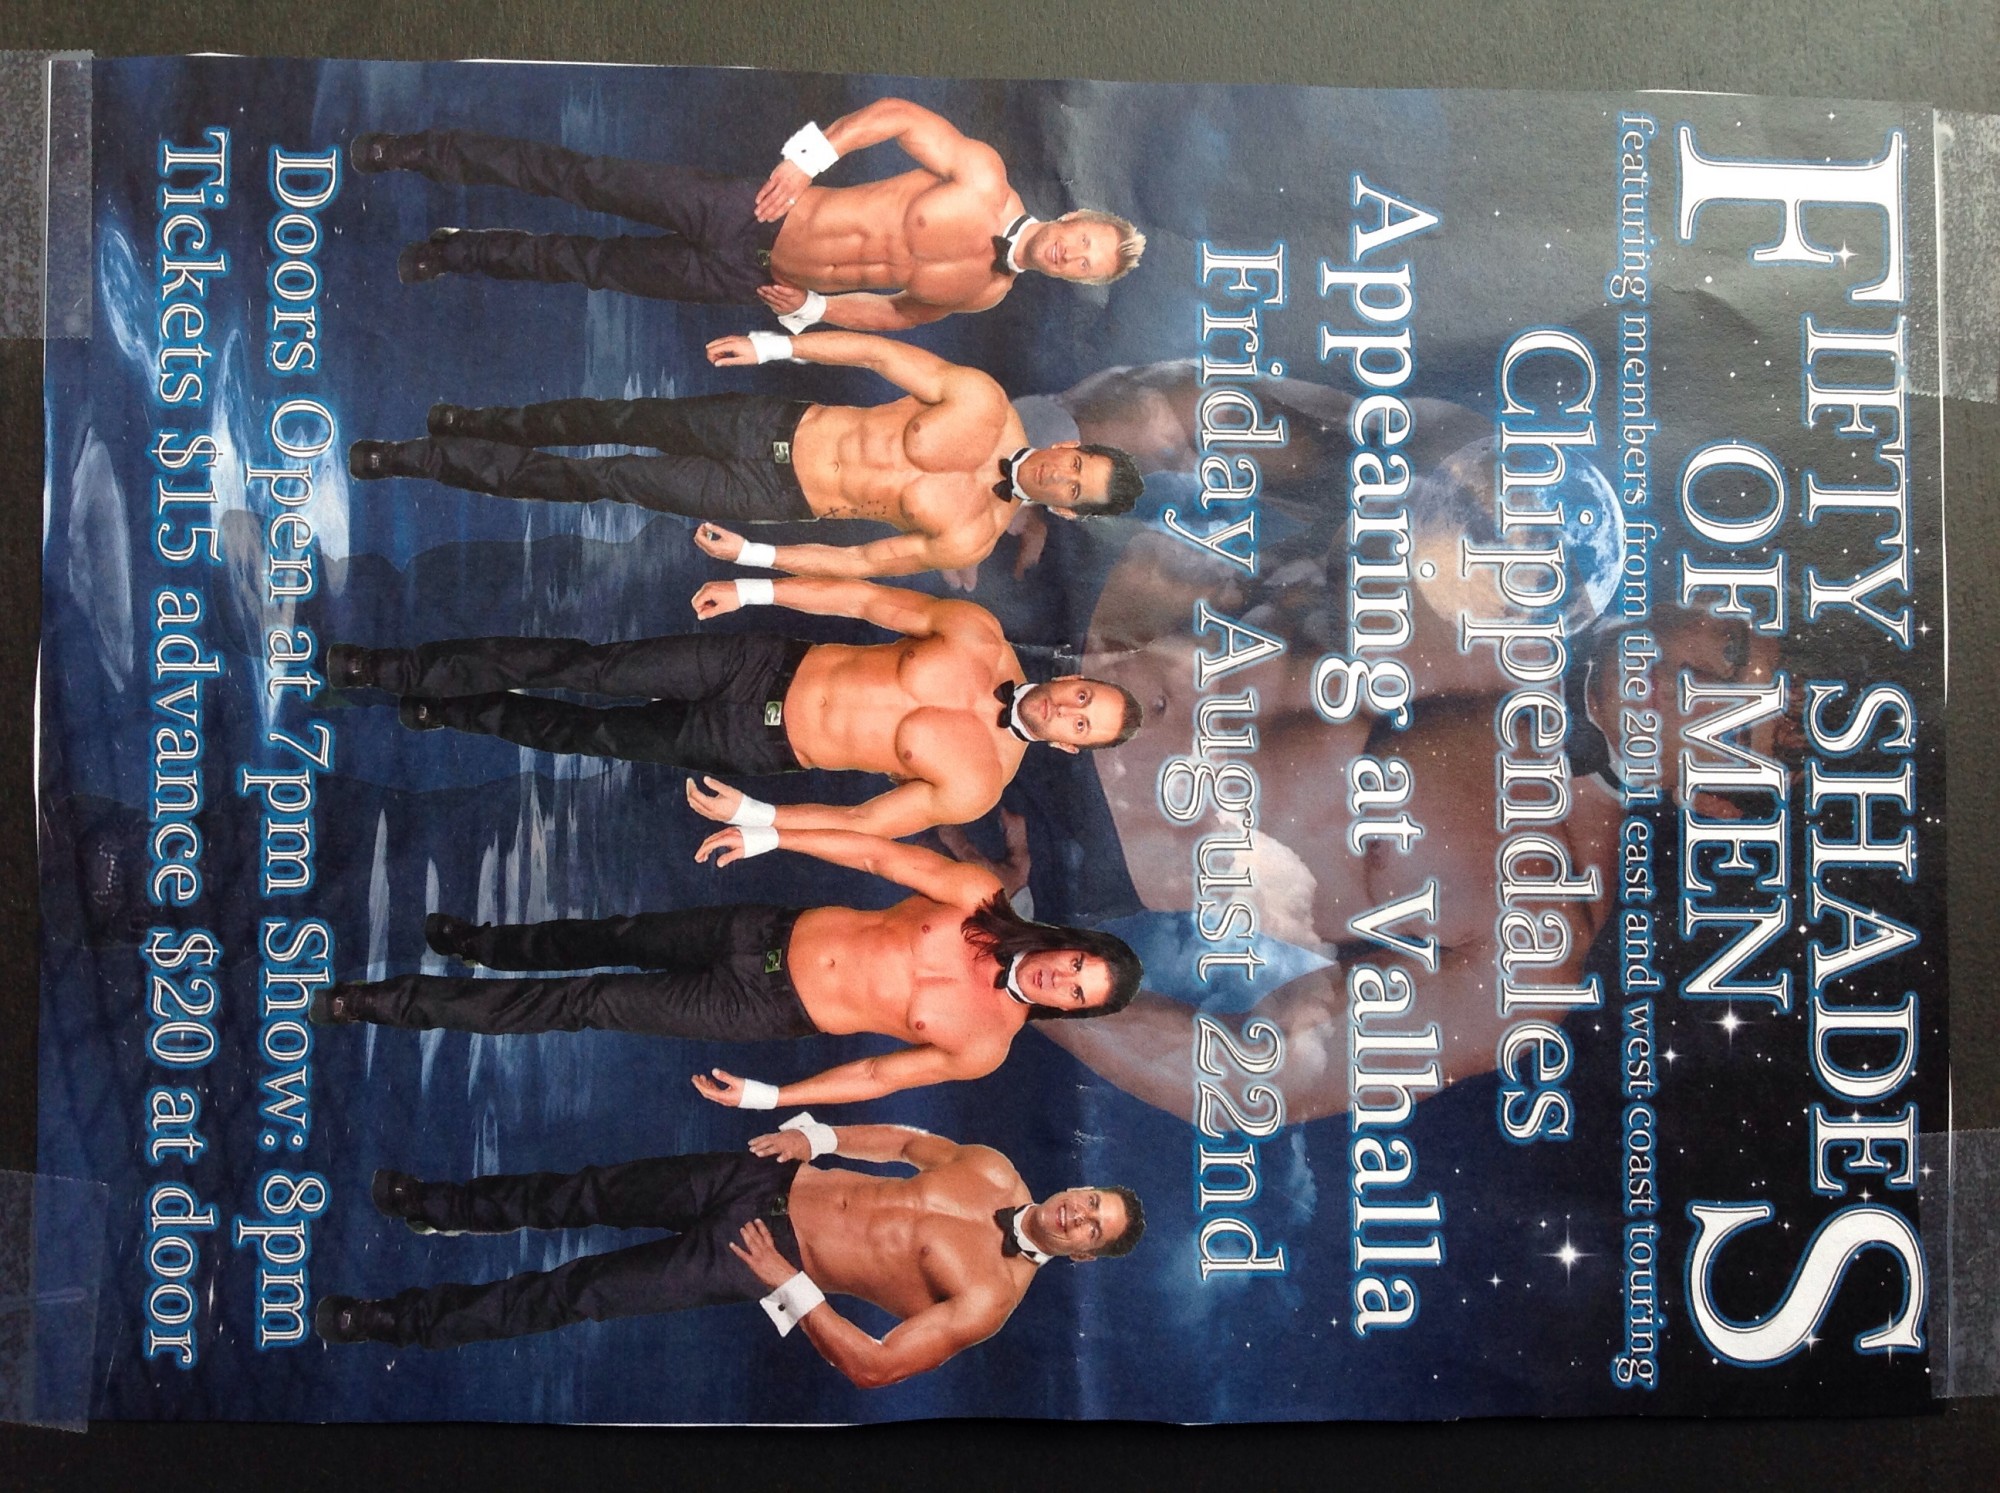 FIFTY SHADES
OF MEN
featuring members from the 2011 east and west coast touring
Chippendales
Appearing at Valhalla
Friday August 22nd
Doors Open at 7pm Show: 8pm
Tickets $15 advance $20 at door